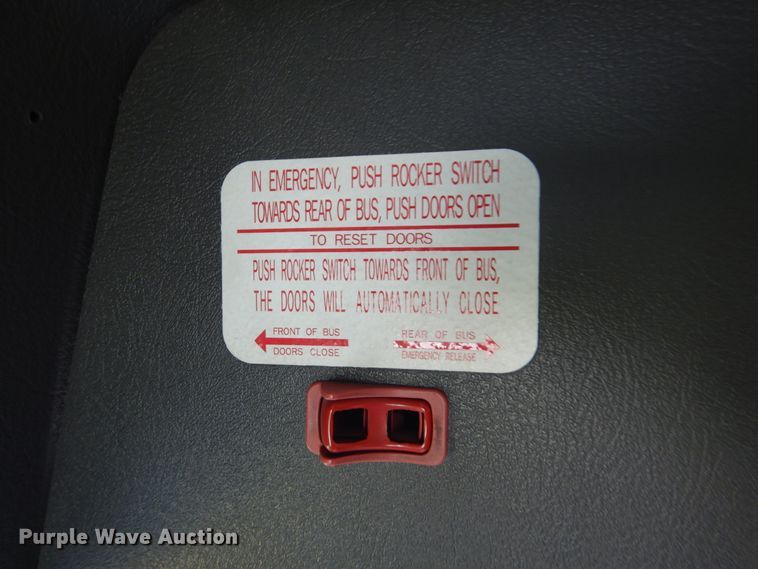 IN EMERGENCY, PUSH ROCKER SWITCH
TOWARDS REAR OF BUS, PUSH DOORS OPEN
TO RESET DOORS
PUSH ROCKER SWITCH TOWARDS FRONT OF BUS,
THE DOORS WILL AUTOMATICALLY CLOSE
FRONT OF BUS
DOORS CLOSE
REAR OF BUS
EMERGENCY RELEASE
Purple Wave Auction